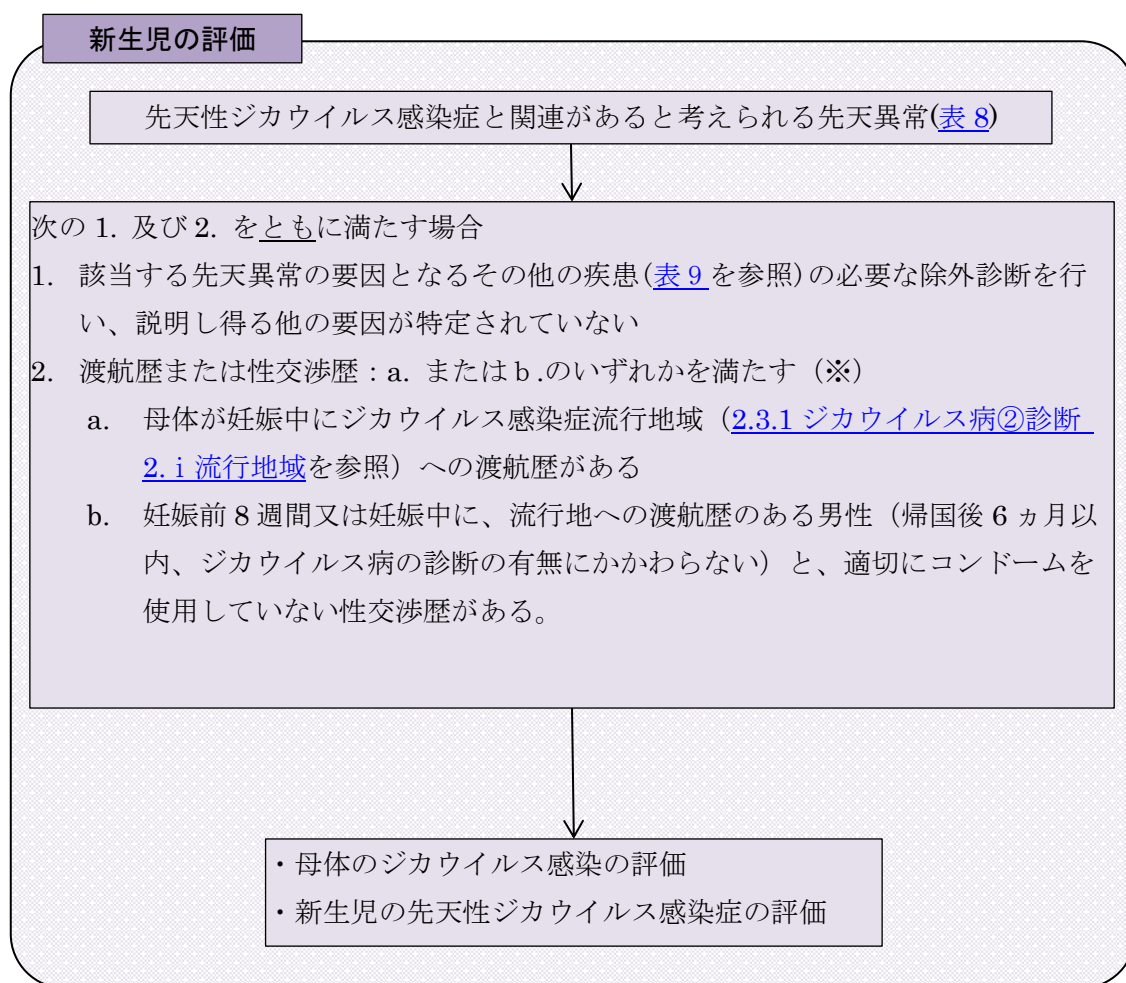 新生児の評価
先天性ジカウイルス感染症と関連があると考えられる先天異常(表 8)
次の 1. 及び 2. をともに満たす場合
1. 該当する先天異常の要因となるその他の疾患(表 9 を参照)の必要な除外診断を行
い、説明し得る他の要因が特定されていない
2. 渡航歴または性交渉歴：a. またはｂ.のいずれかを満たす（※）
a. 母体が妊娠中にジカウイルス感染症流行地域（2.3.1 ジカウイルス病②診断
2.ⅰ流行地域を参照）への渡航歴がある
b. 妊娠前 8 週間又は妊娠中に、流行地への渡航歴のある男性（帰国後 6 ヵ月以
内、ジカウイルス病の診断の有無にかかわらない）と、適切にコンドームを
使用していない性交渉歴がある。
・母体のジカウイルス感染の評価
・新生児の先天性ジカウイルス感染症の評価